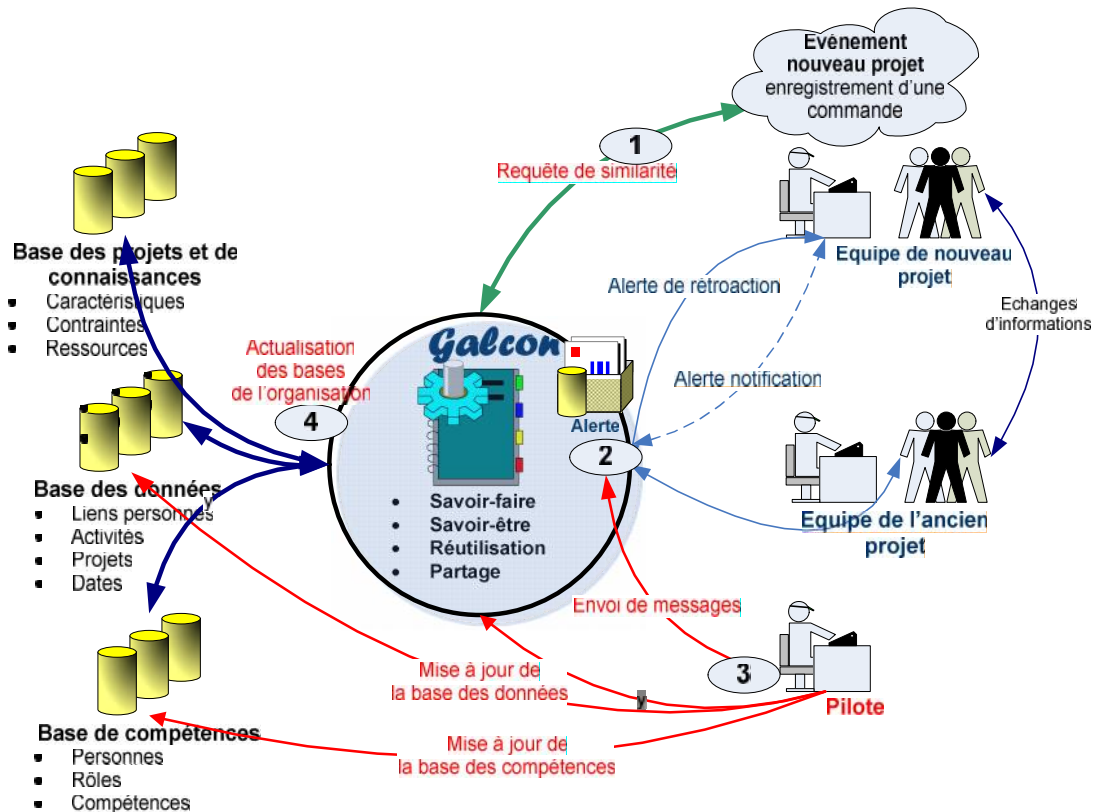 Evénement
nouveau projet
enregistrement d'une
commande
1
Requête de similarité
Base des projets et de
connaissances
Caractéristiques
Contraintes
Ressources
Equipe de nouveau
projet
Alerte de rétroaction
Echanges
d'informations
Actualisation
des bases
de l'organisation
4
Galcon
Alerte
2
Alerte notification
Savoir-faire
Savoir-être
Réutilisation
Partage
Base des données
y
Liens personnes
Activités
Projets
Dates
Equipe de l'ancien
projet
Envoi de messages
3
Pilote
Mise à jour de
la base des données
y
Base de compétences
Personnes
Rôles
Compétences
Mise à jour de
la base des compétences